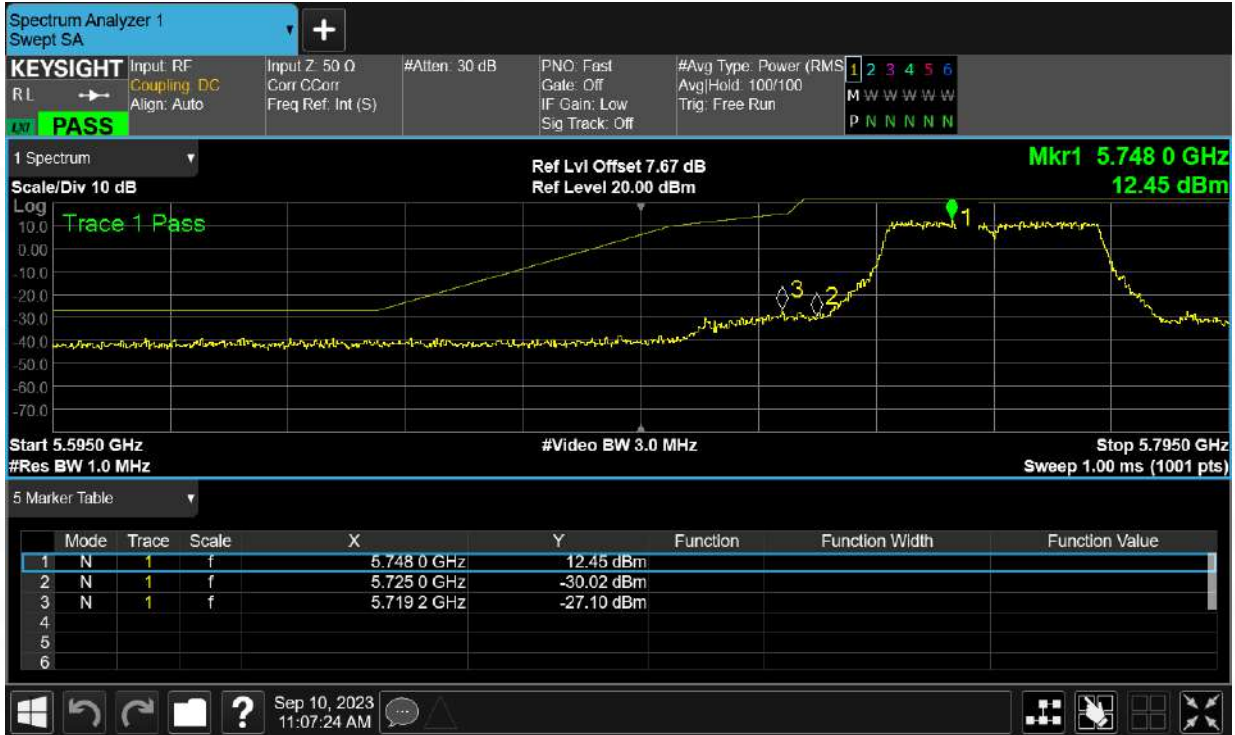 Spectrum Analyzer 1
Swept SA
+
KEYSIGHT Input: RF Input Z: 50 Ω #Atten: 30 dB PNO: Fast #Avg Type: Power (RMS 1 2 3 4 5 6
RL Coupling: DC Corr CCorr Gate: Off Avg|Hold: 100/100 M W W W W W
Align: Auto Freq Ref: Int (S) IF Gain: Low Trig: Free Run
LXI PASS Sig Track: Off P N N N N N
1 Spectrum Ref Lvl Offset 7.67 dB Mkr1 5.748 0 GHz
Scale/Div 10 dB Ref Level 20.00 dBm 12.45 dBm
Log
10.0 Trace 1 Pass 1
0.00
-10.0
-20.0 3 2
-30.0
-40.0
-50.0
-60.0
-70.0
Start 5.5950 GHz #Video BW 3.0 MHz Stop 5.7950 GHz
#Res BW 1.0 MHz Sweep 1.00 ms (1001 pts)
5 Marker Table
Mode Trace Scale X Y Function Function Width Function Value
1 N 1 f 5.748 0 GHz 12.45 dBm
2 N 1 f 5.725 0 GHz -30.02 dBm
3 N 1 f 5.719 2 GHz -27.10 dBm
4
5
6
? Sep 10, 2023
11:07:24 AM